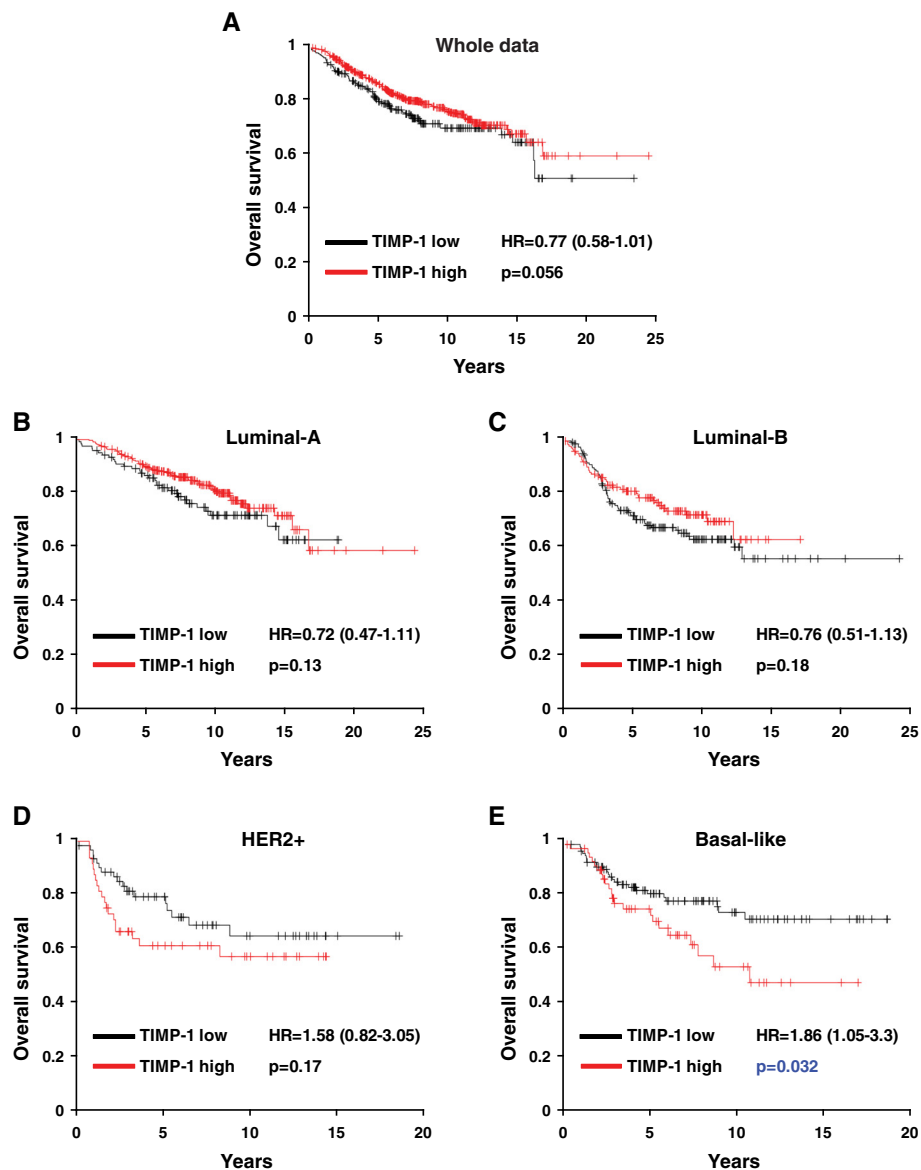 A
Whole data
Overall survival
1
0.8
0.6
0.4
0.2
0
TIMP-1 low HR=0.77 (0.58-1.01)
TIMP-1 high p=0.056
0 5 10 15 20 25
Years
B
Luminal-A
Overall survival
1
0.8
0.6
0.4
0.2
0
TIMP-1 low HR=0.72 (0.47-1.11)
TIMP-1 high p=0.13
0 5 10 15 20 25
Years
C
Luminal-B
Overall survival
1
0.8
0.6
0.4
0.2
0
TIMP-1 low HR=0.76 (0.51-1.13)
TIMP-1 high p=0.18
0 5 10 15 20 25
Years
D
HER2+
Overall survival
1
0.8
0.6
0.4
0.2
0
TIMP-1 low HR=1.58 (0.82-3.05)
TIMP-1 high p=0.17
0 5 10 15 20
Years
E
Basal-like
Overall survival
1
0.8
0.6
0.4
0.2
0
TIMP-1 low HR=1.86 (1.05-3.3)
TIMP-1 high p=0.032
0 5 10 15 20
Years